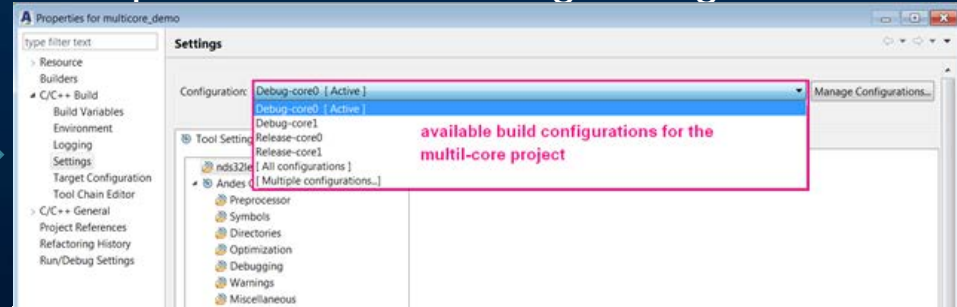 Properties for multicore_demo
type filter text
Settings
Resource
Builders
C/C++ Build
Build Variables
Environment
Logging
Settings
Target Configuration
Tool Chain Editor
C/C++ General
Project References
Refactoring History
Run/Debug Settings
Configuration: Debug-core0 [ Active ]
Manage Configurations...
Debug-core0 [ Active ]
Debug-core1
Release-core0
Release-core1
[ All configurations ]
[ Multiple configurations...]
available build configurations for the
multil-core project
Tool Setting
nds32le
Andes C
Preprocessor
Symbols
Directories
Optimization
Debugging
Warnings
Miscellaneous